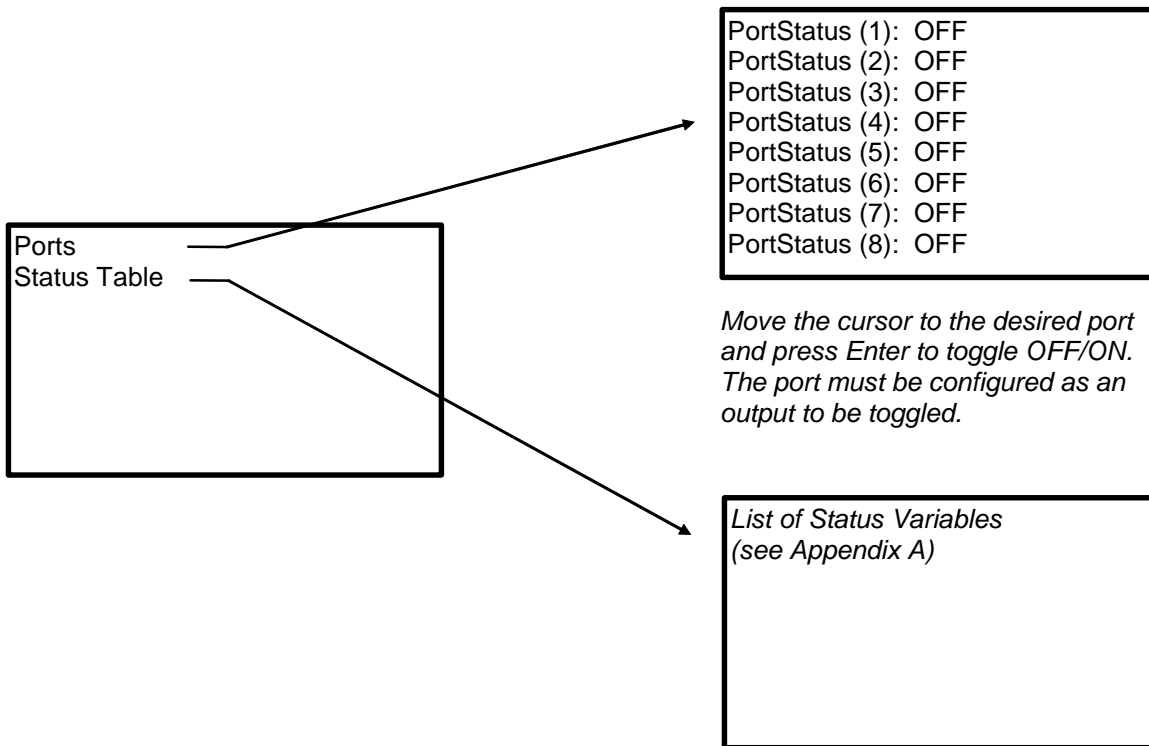 Ports
Status Table
PortStatus (1): OFF
PortStatus (2): OFF
PortStatus (3): OFF
PortStatus (4): OFF
PortStatus (5): OFF
PortStatus (6): OFF
PortStatus (7): OFF
PortStatus (8): OFF
Move the cursor to the desired port
and press Enter to toggle OFF/ON.
The port must be configured as an
output to be toggled.
List of Status Variables
(see Appendix A)